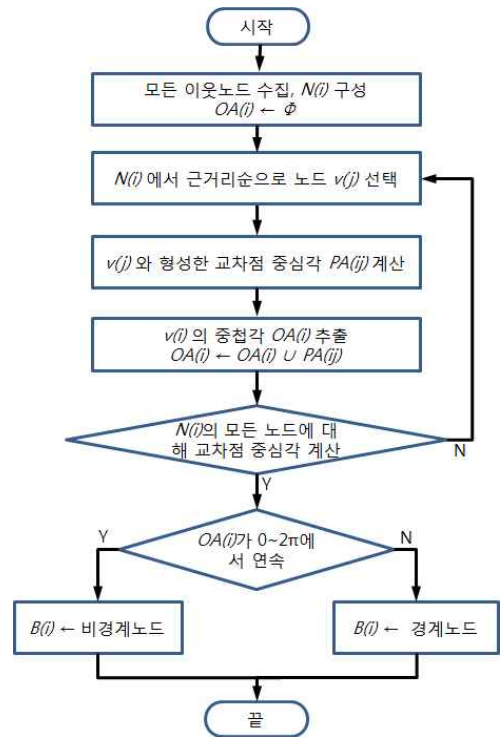 시작
모든 이웃노드 수집, N(i) 구성
OA(i) ← Φ
N(i) 에서 근거리순으로 노드 v(j) 선택
v(j) 와 형성한 교차점 중심각 PA(ij) 계산
v(i) 의 중첩각 OA(i) 추출
OA(i) ← OA(i) ∪ PA(ij)
N(i)의 모든 노드에 대
해 교차점 중심각 계산
N
Y
OA(i)가 0~2π에
서 연속
Y
N
B(i) ← 비경계노드
B(i) ← 경계노드
끝